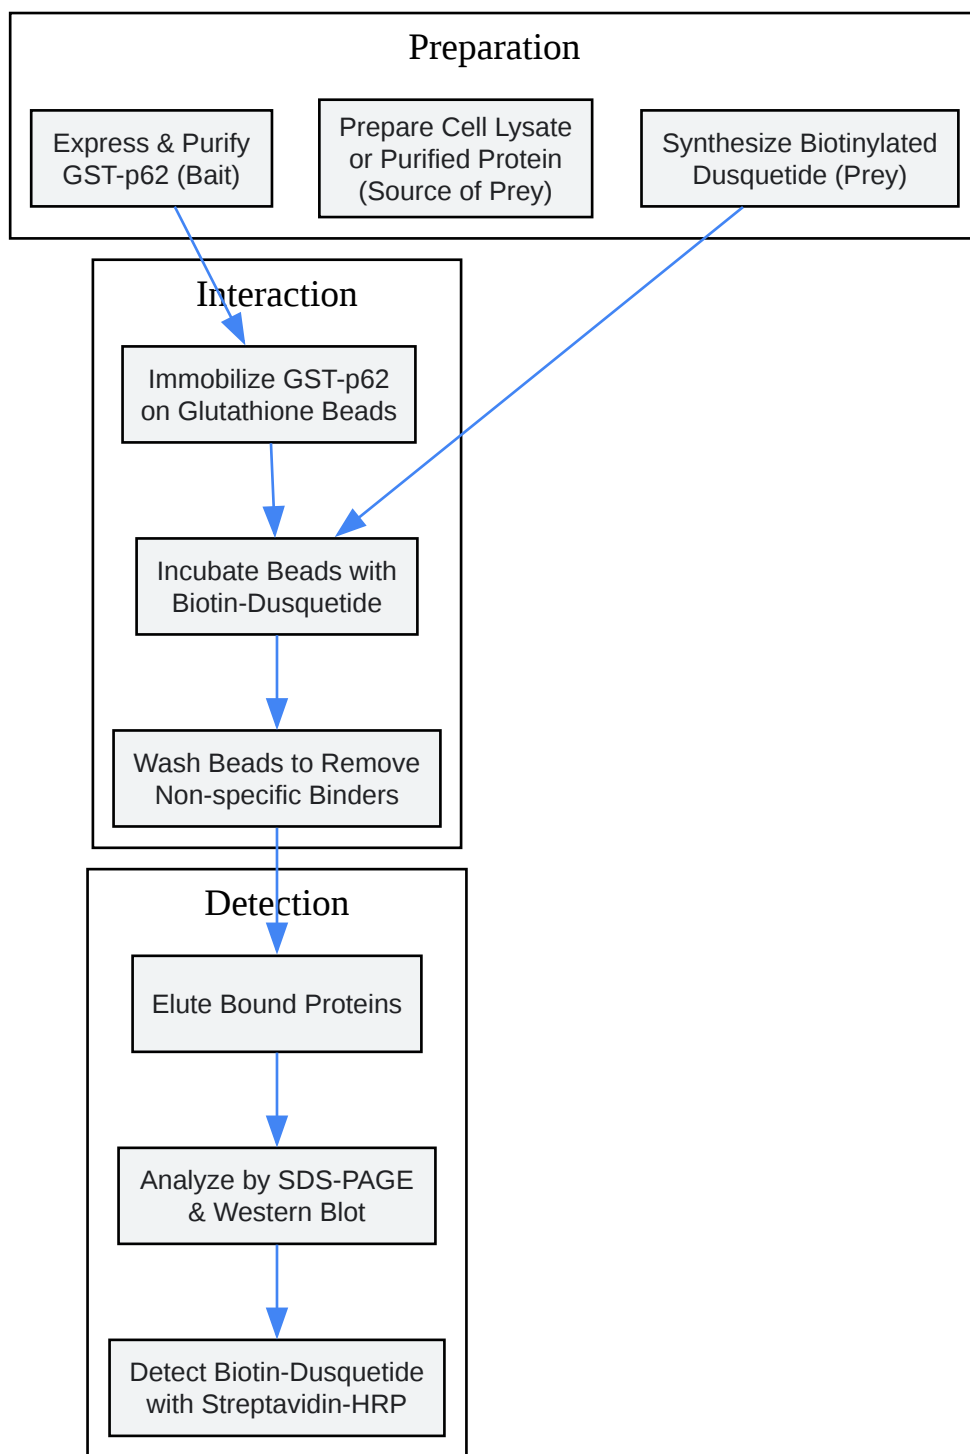 Preparation
Express & Purify
GST-p62 (Bait)
Prepare Cell Lysate
or Purified Protein
(Source of Prey)
Synthesize Biotinylated
Dusquetide (Prey)
Interaction
Immobilize GST-p62
on Glutathione Beads
Incubate Beads with
Biotin-Dusquetide
Wash Beads to Remove
Non-specific Binders
Detection
Elute Bound Proteins
Analyze by SDS-PAGE
& Western Blot
Detect Biotin-Dusquetide
with Streptavidin-HRP